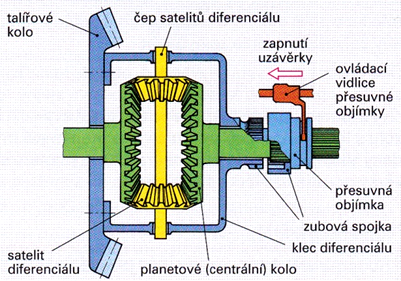 talířové
kolo
čep satelitů diferenciálu
zapnutí
uzávěrky
ovládací
vidlice
přesuvné
objímky
přesuvná
objímka
zubová spojka
klec diferenciálu
planetové (centrální) kolo
satelit
diferenciálu